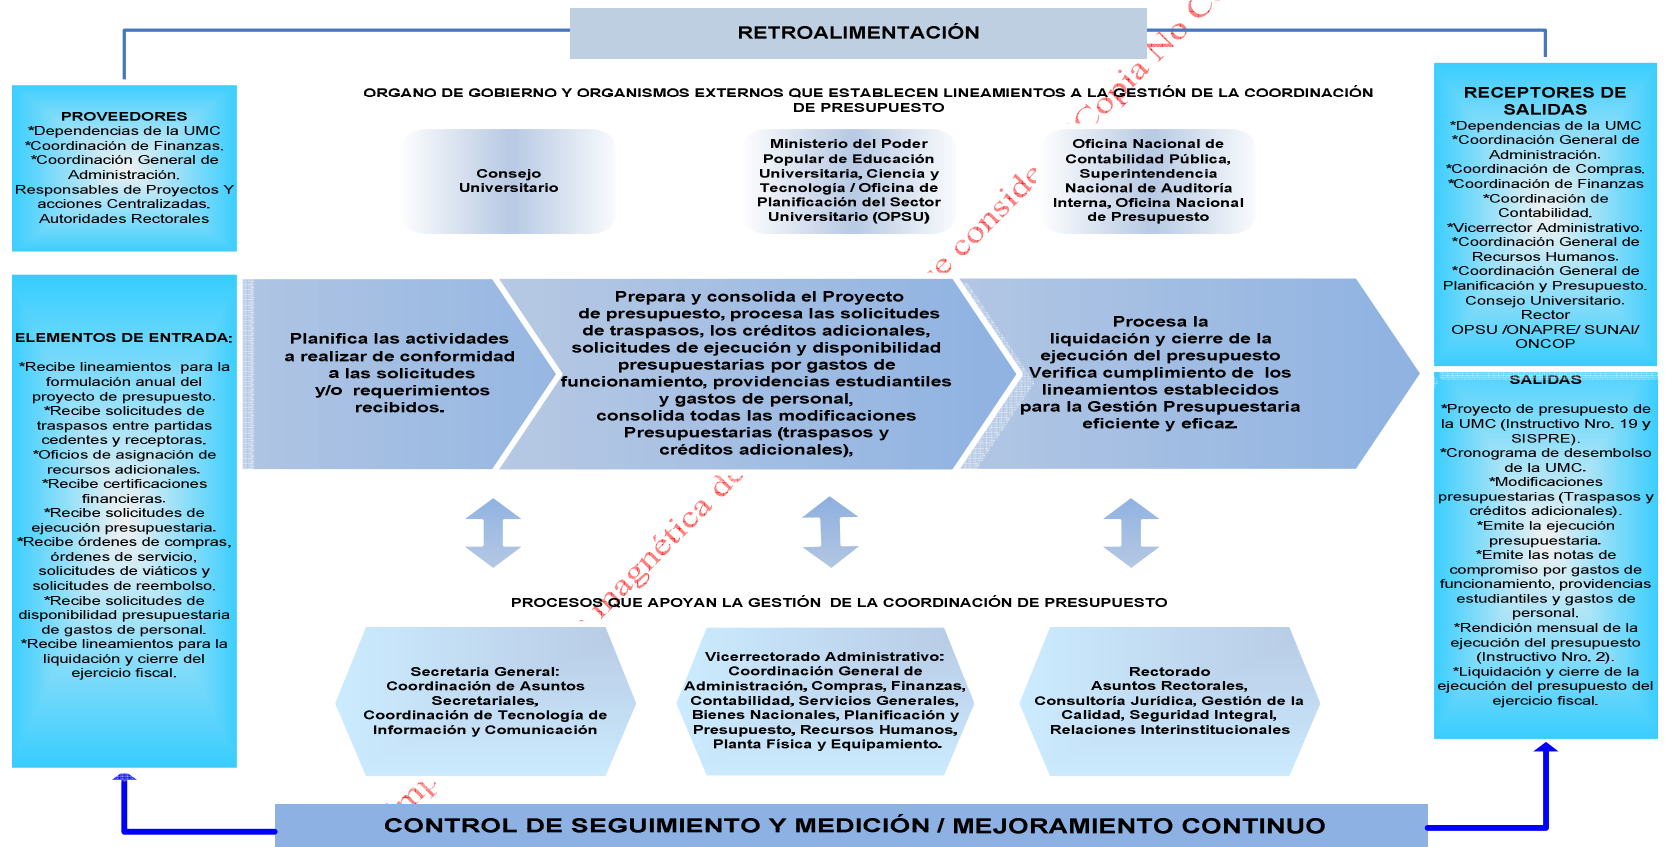 RETROALIMENTACIÓN
PROVEEDORES
*Dependencias de la UMC
*Coordinación de Finanzas.
*Coordinación General de
Administración.
Responsables de Proyectos Y
acciones Centralizadas.
Autoridades Rectorales
ORGANO DE GOBIERNO Y ORGANISMOS EXTERNOS QUE ESTABLECEN LINEAMIENTOS A LA GESTIÓN DE LA COORDINACIÓN
DE PRESUPUESTO
Consejo
Universitario
Ministerio del Poder
Popular de Educación
Universitaria, Ciencia y
Tecnología / Oficina de
Planificación del Sector
Universitario (OPSU)
Oficina Nacional de
Contabilidad Pública,
Superintendencia
Nacional de Auditoría
Interna, Oficina Nacional
de Presupuesto
RECEPTORES DE
SALIDAS
*Dependencias de la UMC
*Coordinación General de
Administración.
*Coordinación de Compras.
*Coordinación de Finanzas
*Coordinación de
Contabilidad.
*Vicerrector Administrativo.
*Coordinación General de
Recursos Humanos.
*Coordinación General de
Planificación y Presupuesto.
Consejo Universitario.
Rector
OPSU /ONAPRE/ SUNAI/
ONCOP
ELEMENTOS DE ENTRADA:
*Recibe lineamientos para la
formulación anual del
proyecto de presupuesto.
*Recibe solicitudes de
traspasos entre partidas
cedentes y receptoras.
*Oficios de asignación de
recursos adicionales.
*Recibe certificaciones
financieras.
*Recibe solicitudes de
ejecución presupuestaria.
*Recibe órdenes de compras,
órdenes de servicio,
solicitudes de viáticos y
solicitudes de reembolso.
*Recibe solicitudes de
disponibilidad presupuestaria
de gastos de personal.
*Recibe lineamientos para la
liquidación y cierre del
ejercicio fiscal.
Planifica las actividades
a realizar de conformidad
a las solicitudes
y/o requerimientos
recibidos.
Prepara y consolida el Proyecto
de presupuesto, procesa las solicitudes
de traspasos, los créditos adicionales,
solicitudes de ejecución y disponibilidad
presupuestarias por gastos de
funcionamiento, providencias estudiantiles
y gastos de personal,
consolida todas las modificaciones
Presupuestarias (traspasos y
créditos adicionales),
Procesa la
liquidación y cierre de la
ejecución del presupuesto
Verifica cumplimiento de los
lineamientos establecidos
para la Gestión Presupuestaria
eficiente y eficaz.
SALIDAS
*Proyecto de presupuesto de
la UMC (Instructivo Nro. 19 y
SISPRE).
*Cronograma de desembolso
de la UMC.
*Modificaciones
presupuestarias (Traspasos y
créditos adicionales).
*Emite la ejecución
presupuestaria.
*Emite las notas de
compromiso por gastos de
funcionamiento, providencias
estudiantiles y gastos de
personal.
*Rendición mensual de la
ejecución del presupuesto
(Instructivo Nro. 2).
*Liquidación y cierre de la
ejecución del presupuesto del
ejercicio fiscal.
PROCESOS QUE APOYAN LA GESTIÓN DE LA COORDINACIÓN DE PRESUPUESTO
Secretaria General:
Coordinación de Asuntos
Secretariales,
Coordinación de Tecnología de
Información y Comunicación
Vicerrectorado Administrativo:
Coordinación General de
Administración, Compras, Finanzas,
Contabilidad, Servicios Generales,
Bienes Nacionales, Planificación y
Presupuesto, Recursos Humanos,
Planta Física y Equipamiento.
Rectorado
Asuntos Rectorales,
Consultoría Jurídica, Gestión de la
Calidad, Seguridad Integral,
Relaciones Interinstitucionales
CONTROL DE SEGUIMIENTO Y MEDICIÓN / MEJORAMIENTO CONTINUO
magnética
Copia No